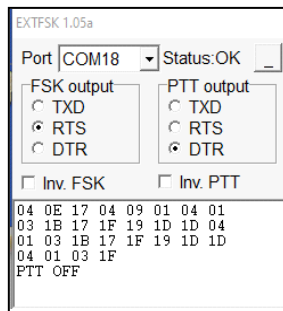 EXTFSK 1.05a
Port COM18 Status:OK _
FSK output PTT output
TXD TXD
RTS RTS
DTR DTR
Inv. FSK Inv. PTT
04 0E 17 04 09 01 04 01
03 1B 17 1F 19 1D 1D 04
01 03 1B 17 1F 19 1D 1D
04 01 03 1F
PTT OFF